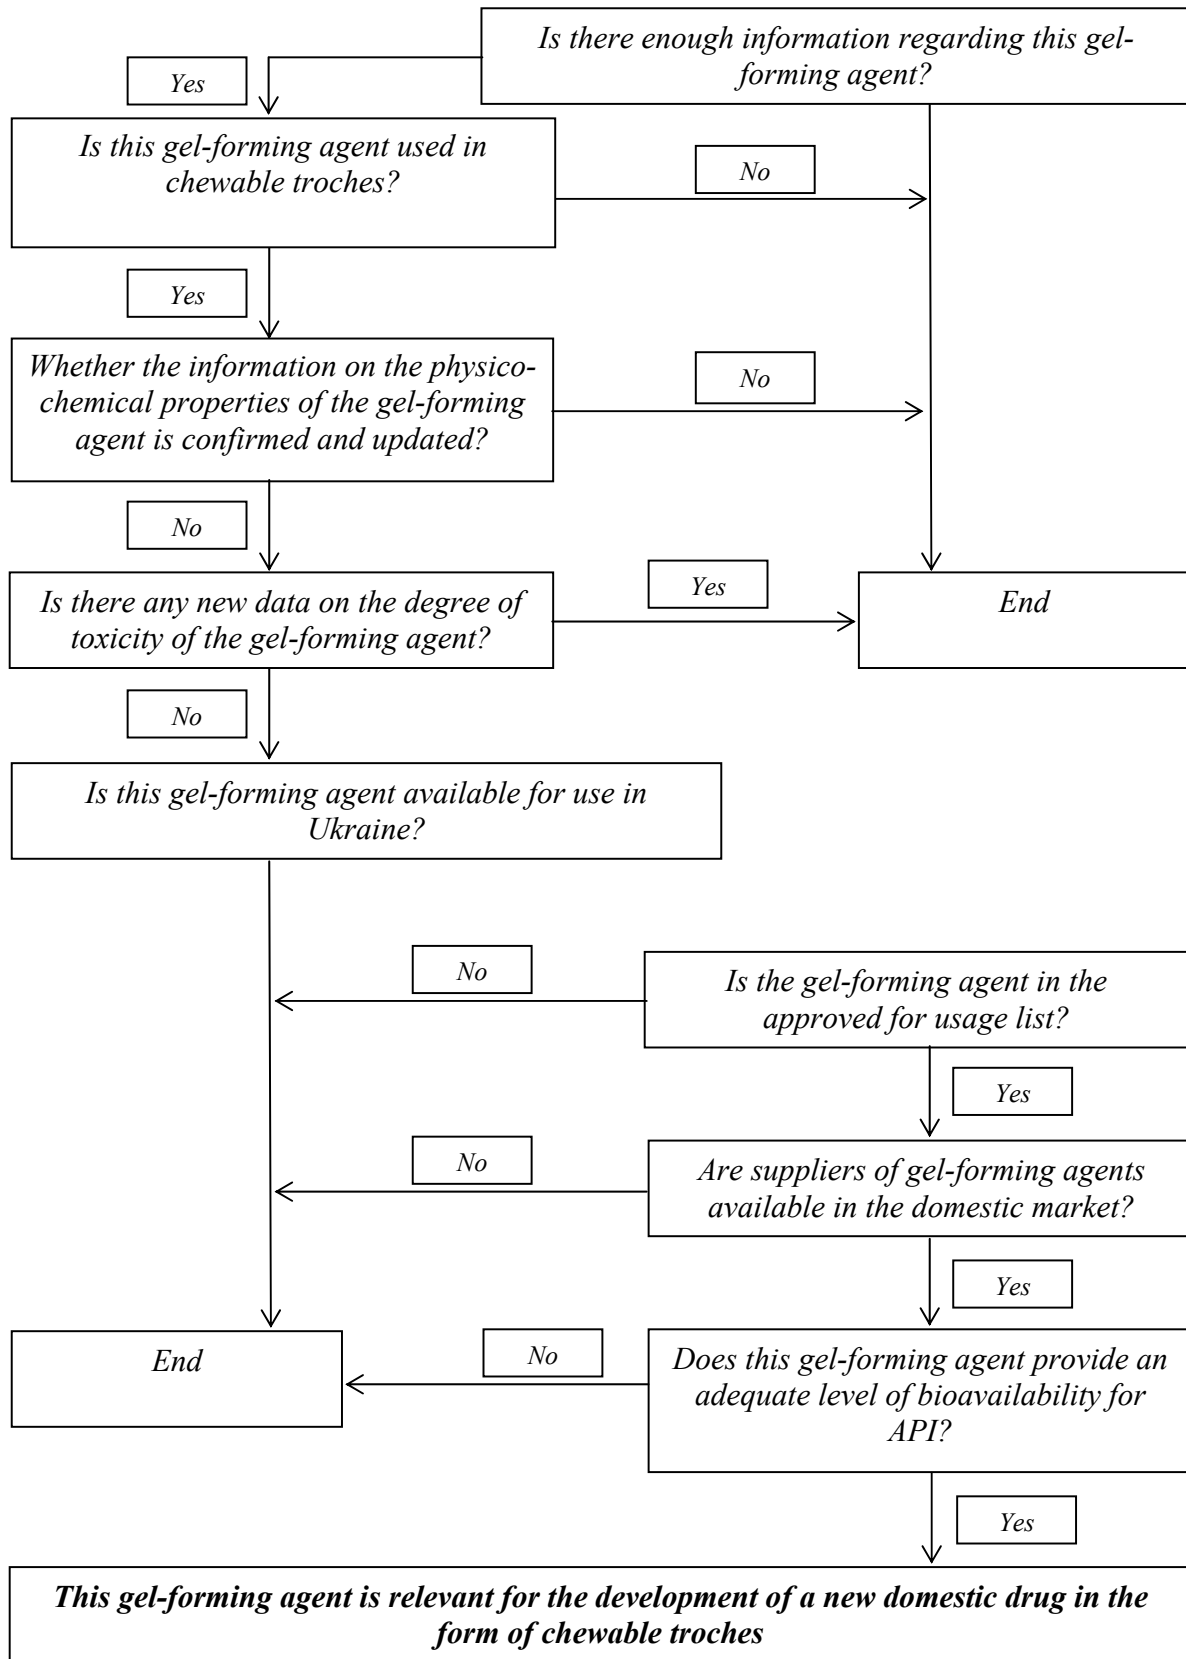 Is there enough information regarding this gel-
forming agent?
Yes
Is this gel-forming agent used in
chewable troches?
No
Yes
Whether the information on the physico-
chemical properties of the gel-forming
agent is confirmed and updated?
No
No
Is there any new data on the degree of
toxicity of the gel-forming agent?
Yes
End
No
Is this gel-forming agent available for use in
Ukraine?
No
Is the gel-forming agent in the
approved for usage list?
Yes
No
Are suppliers of gel-forming agents
available in the domestic market?
Yes
End
No
Does this gel-forming agent provide an
adequate level of bioavailability for
API?
Yes
This gel-forming agent is relevant for the development of a new domestic drug in the
form of chewable troches